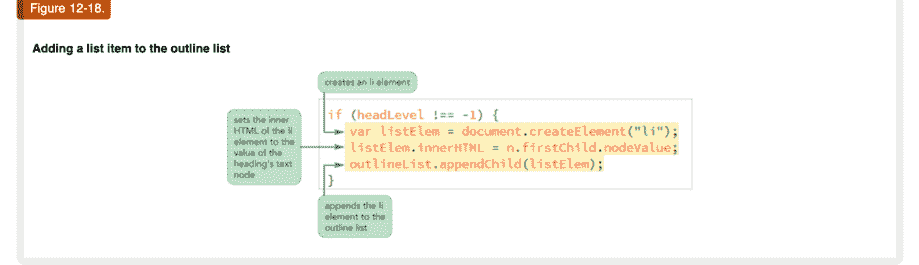 Figure 12-18.
Adding a list item to the outline list
creates an li element
sets the inner
HTML of the li
element to the
value of the
heading's text
node
if (headLevel !== -1) {
var listElem = document.createElement("li");
listElem.innerHTML = n.firstChild.nodeValue;
outlineList.appendChild(listElem);
}
appends the li
element to the
outline list